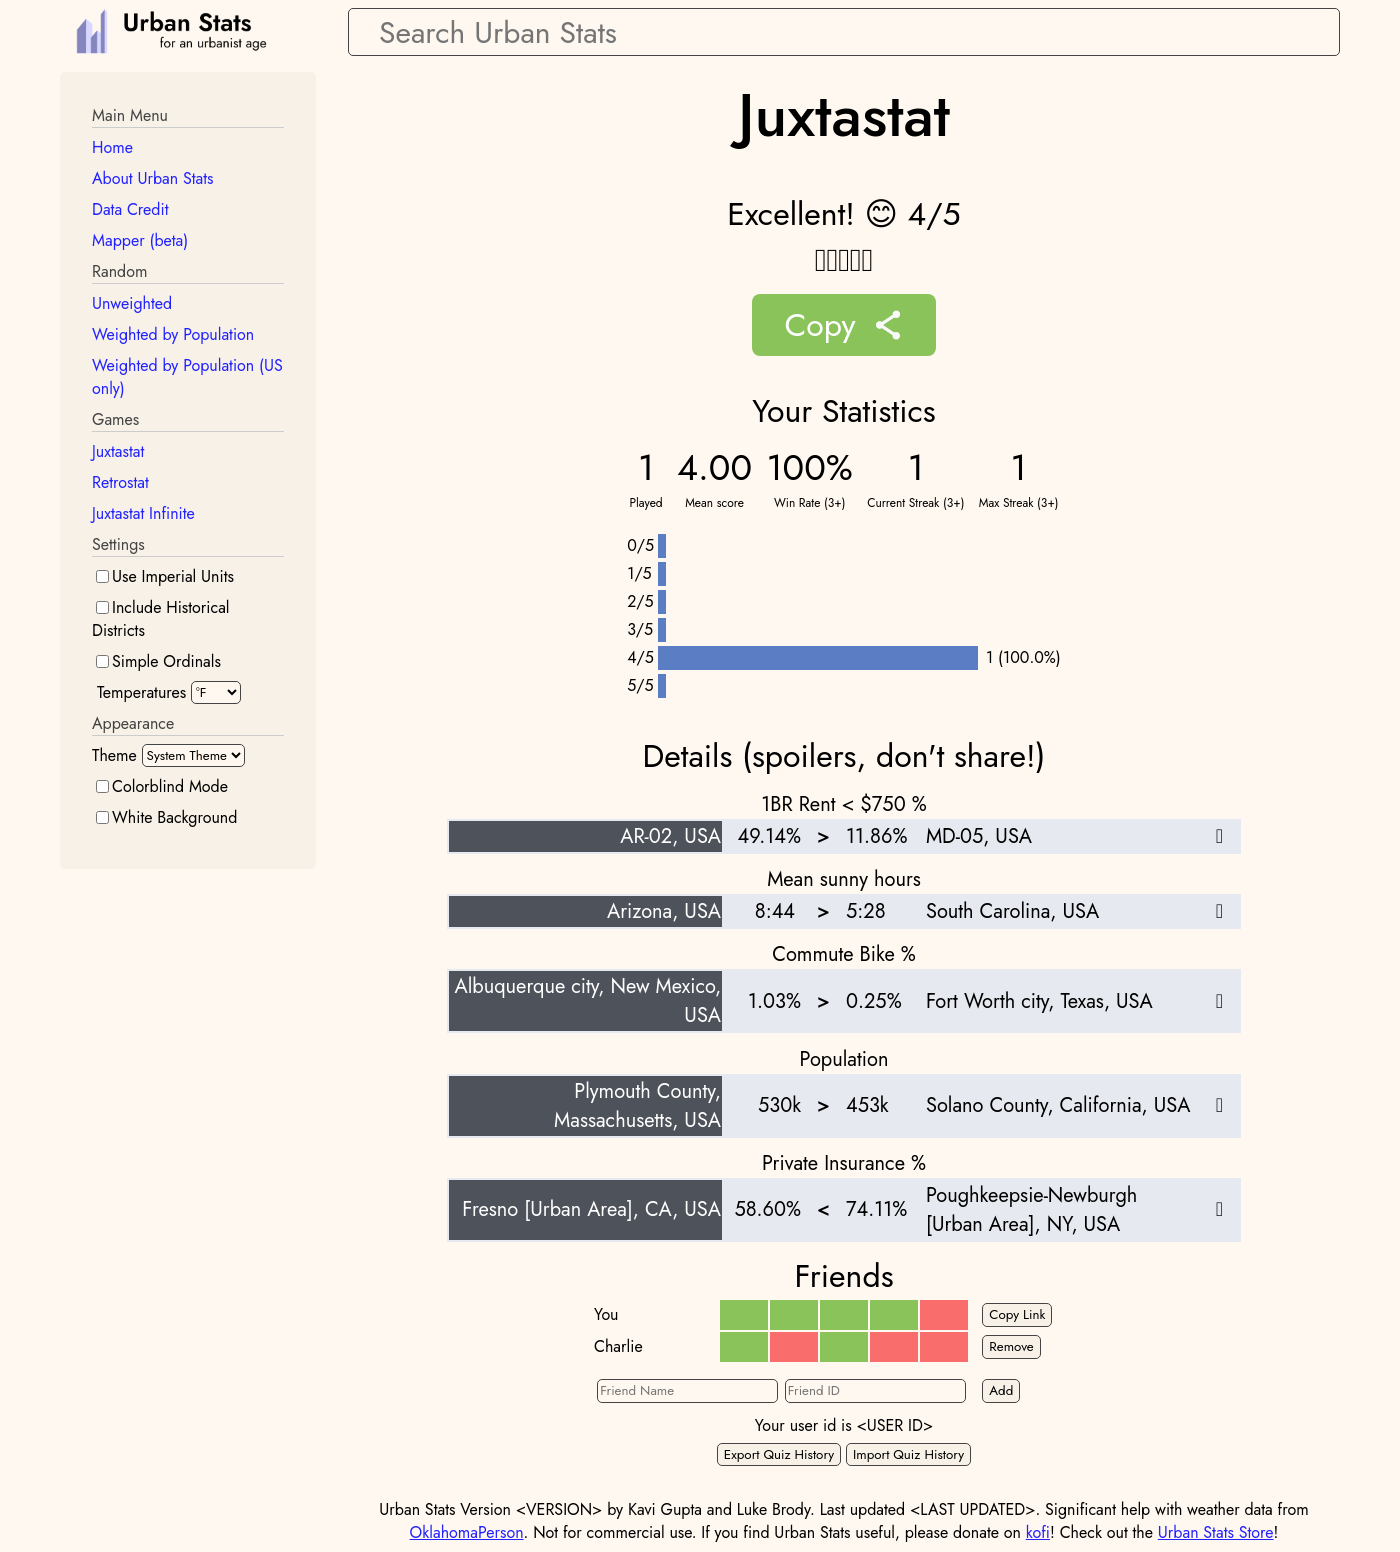 Urban Stats
for an urbanist age
Search Urban Stats
Main Menu
Home
About Urban Stats
Data Credit
Mapper (beta)
Random
Unweighted
Weighted by Population
Weighted by Population (US
only)
Games
Juxtastat
Retrostat
Juxtastat Infinite
Settings
Use Imperial Units
Include Historical
Districts
Simple Ordinals
Temperatures °F
Appearance
Theme System Theme
Colorblind Mode
White Background
Juxtastat
Excellent! 😊 4/5
Copy
Your Statistics
1 4.00 100% 1 1
Played Mean score Win Rate (3+) Current Streak (3+) Max Streak (3+)
0/5
1/5
2/5
3/5
4/5 1 (100.0%)
5/5
Details (spoilers, don't share!)
1BR Rent < $750 %
AR-02, USA 49.14% > 11.86% MD-05, USA
Mean sunny hours
Arizona, USA 8:44 > 5:28 South Carolina, USA
Commute Bike %
Albuquerque city, New Mexico,
USA 1.03% > 0.25% Fort Worth city, Texas, USA
Population
Plymouth County,
Massachusetts, USA 530k > 453k Solano County, California, USA
Private Insurance %
Fresno [Urban Area], CA, USA 58.60% < 74.11% Poughkeepsie-Newburgh
[Urban Area], NY, USA
Friends
You Copy Link
Charlie Remove
Friend Name Friend ID Add
Your user id is <USER ID>
Export Quiz History Import Quiz History
Urban Stats Version <VERSION> by Kavi Gupta and Luke Brody. Last updated <LAST UPDATED>. Significant help with weather data from
OklahomaPerson. Not for commercial use. If you find Urban Stats useful, please donate on kofi! Check out the Urban Stats Store!